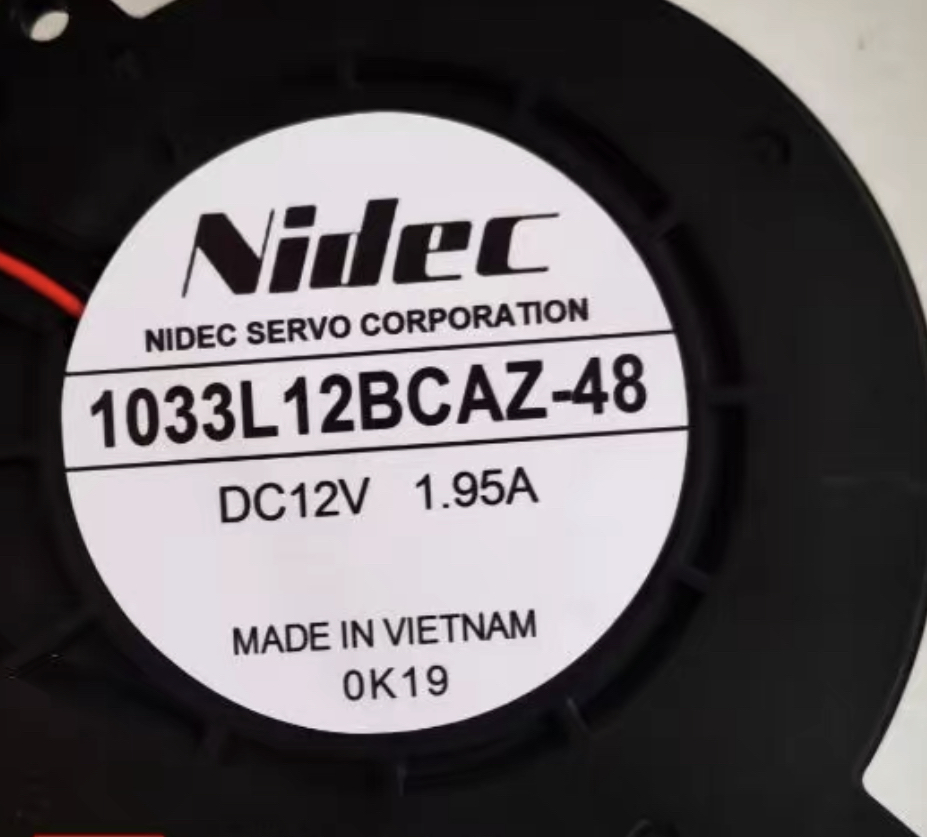 Nidec
NIDEC SERVO CORPORATION
1033L12BCAZ-48
DC12V 1.95A
MADE IN VIETNAM
0K19